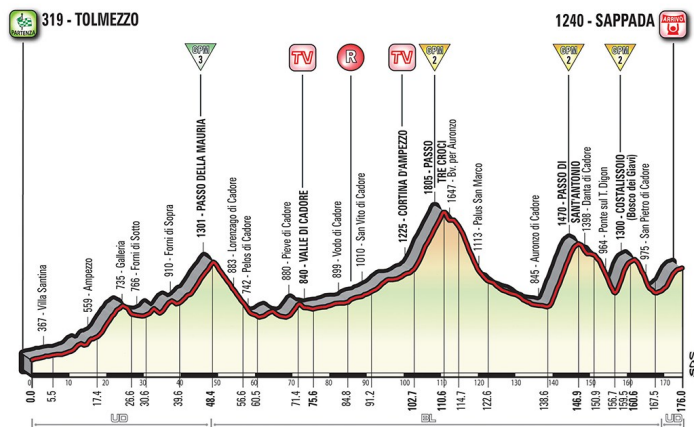 319 - TOLMEZZO
1240 - SAPPADA
PARTENZA
ARRIVO
GPM
3
TV
R
TV
GPM
2
GPM
2
GPM
2
367 - Villa Santina
559 - Ampezzo
735 - Galleria
766 - Forni di Sotto
910 - Forni di Sopra
1301 - PASSO DELLA MAURIA
883 - Lorenzago di Cadore
742 - Pelos di Cadore
880 - Pieve di Cadore
840 - VALLE DI CADORE
899 - Vodo di Cadore
1010 - San Vito di Cadore
1225 - CORTINA D'AMPEZZO
1805 - PASSO
TRE CROCI
1647 - Bv. per Auronzo
1113 - Palus San Marco
845 - Auronzo di Cadore
1470 - PASSO DI
SANT'ANTONIO
1398 - Danta di Cadore
964 - Ponte sul T. Digon
1300 - COSTALISSOIO
(Bosco dei Giavi)
975 - San Pietro di Cadore
SDS
10 20 30 40 50 60 70 80 90 100 110 120 130 140 150 160 170
0.0 5.5 17.4 26.6 30.6 39.6 48.4 56.6 60.5 71.4 75.6 84.8 91.2 102.7 110.6 114.7 122.6 138.6 146.9 150.9 156.7 159.5 160.6 166.5 176.0
UD
BL
UD